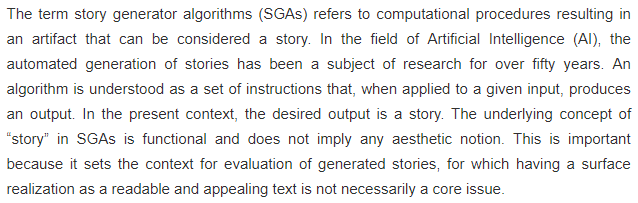 The term story generator algorithms (SGAs) refers to computational procedures resulting in
an artifact that can be considered a story. In the field of Artificial Intelligence (AI), the
automated generation of stories has been a subject of research for over fifty years. An
algorithm is understood as a set of instructions that, when applied to a given input, produces
an output. In the present context, the desired output is a story. The underlying concept of
“story” in SGAs is functional and does not imply any aesthetic notion. This is important
because it sets the context for evaluation of generated stories, for which having a surface
realization as a readable and appealing text is not necessarily a core issue.